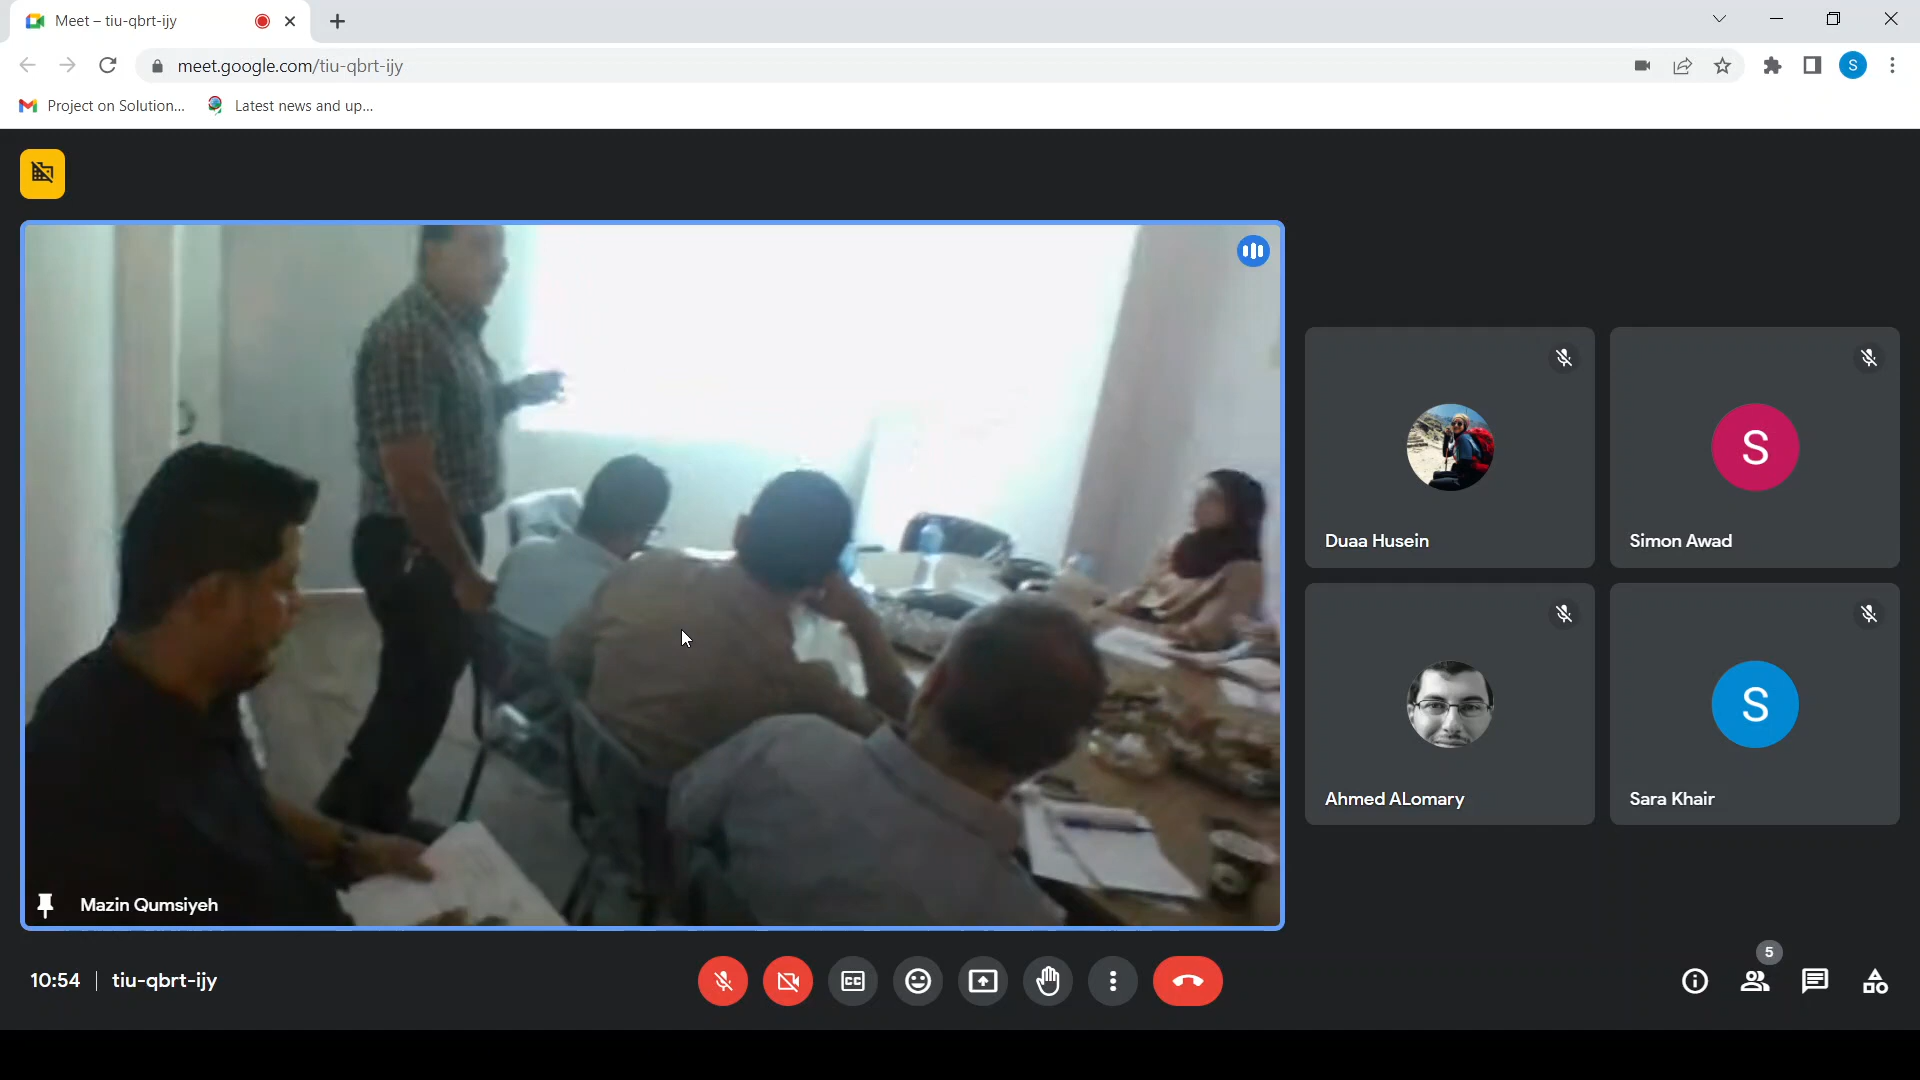 Meet – tiu-qbrt-ijy
meet.google.com/tiu-qbrt-ijy
S
Project on Solution...
Latest news and up...
Duaa Husein
S
Simon Awad
Ahmed ALomary
S
Sara Khair
Mazin Qumsiyeh
10:54 | tiu-qbrt-ijy
CC
5